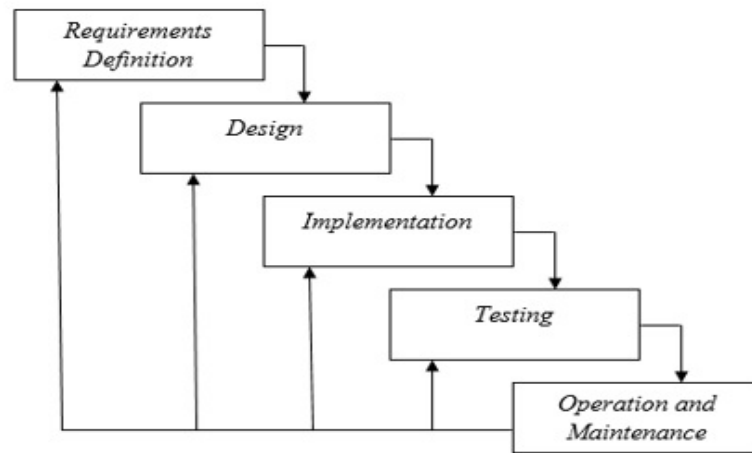 Requirements
Definition
Design
Implementation
Testing
Operation and
Maintenance